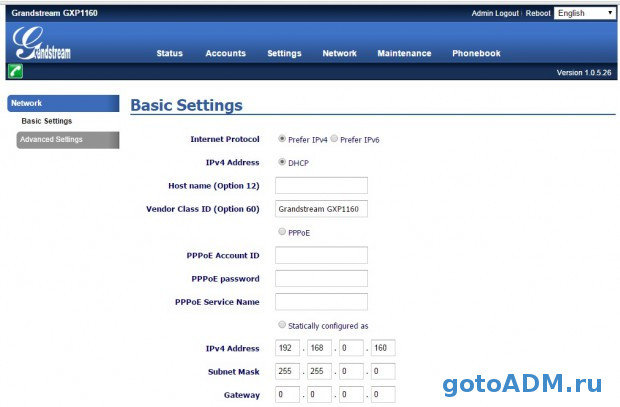 Grandstream GXP1160
Admin Logout | Reboot English
Grandstream
Status Accounts Settings Network Maintenance Phonebook
Version 1.0.5.26
Network
Basic Settings
Advanced Settings
Basic Settings
Internet Protocol Prefer IPv4 Prefer IPv6
IPv4 Address DHCP
Host name (Option 12)
Vendor Class ID (Option 60) Grandstream GXP1160
PPPoE
PPPoE Account ID
PPPoE password
PPPoE Service Name
Statically configured as
IPv4 Address 192 . 168 . 0 . 160
Subnet Mask 255 . 255 . 0 . 0
Gateway 0 . 0 . 0 . 0
gotoADM.ru